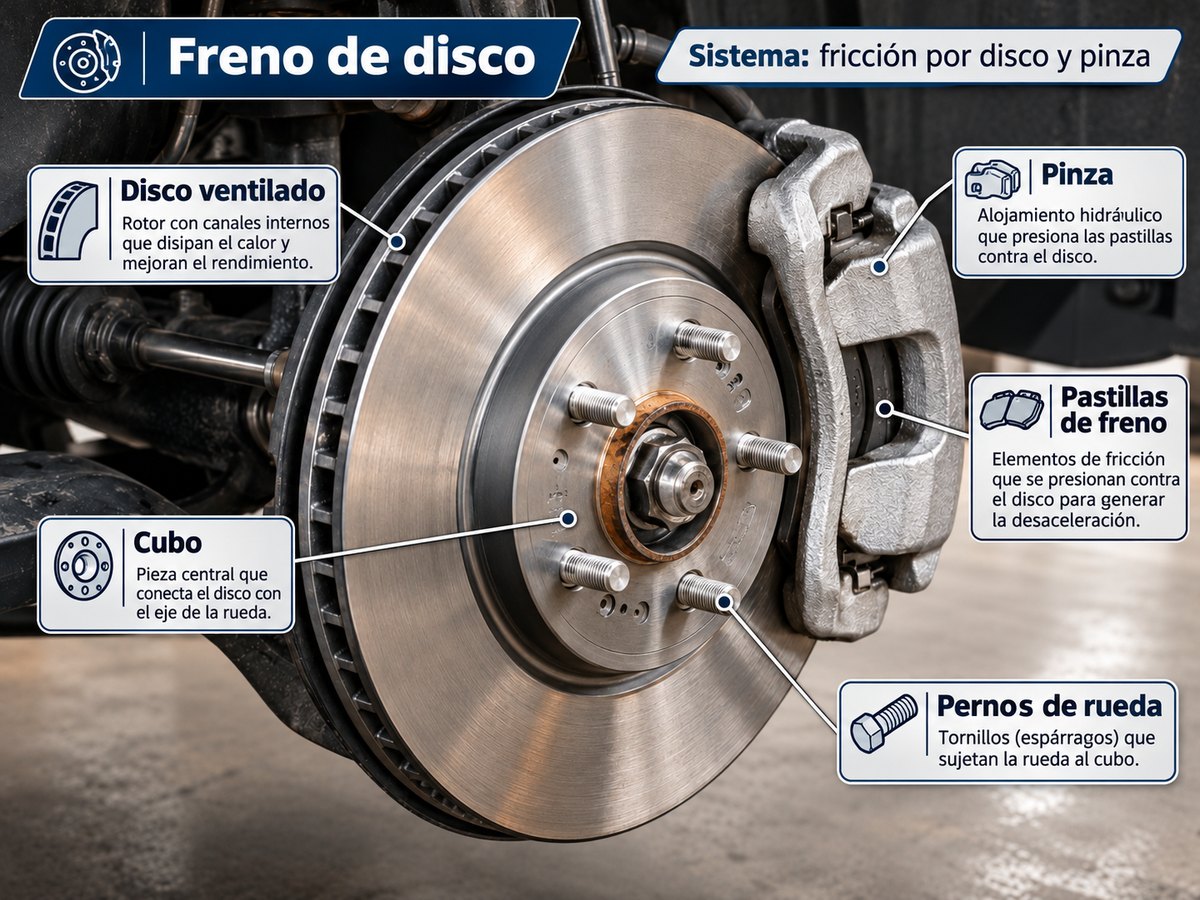 Freno de disco
Sistema: fricción por disco y pinza
Disco ventilado
Rotor con canales internos
que disipan el calor y
mejoran el rendimiento.
Pinza
Alojamiento hidráulico
que presiona las pastillas
contra el disco.
Pastillas
de freno
Elementos de fricción
que se presionan contra
el disco para generar
la desaceleración.
Cubo
Pieza central que
conecta el disco con
el eje de la rueda.
Pernos de rueda
Tornillos (espárragos) que
sujetan la rueda al cubo.